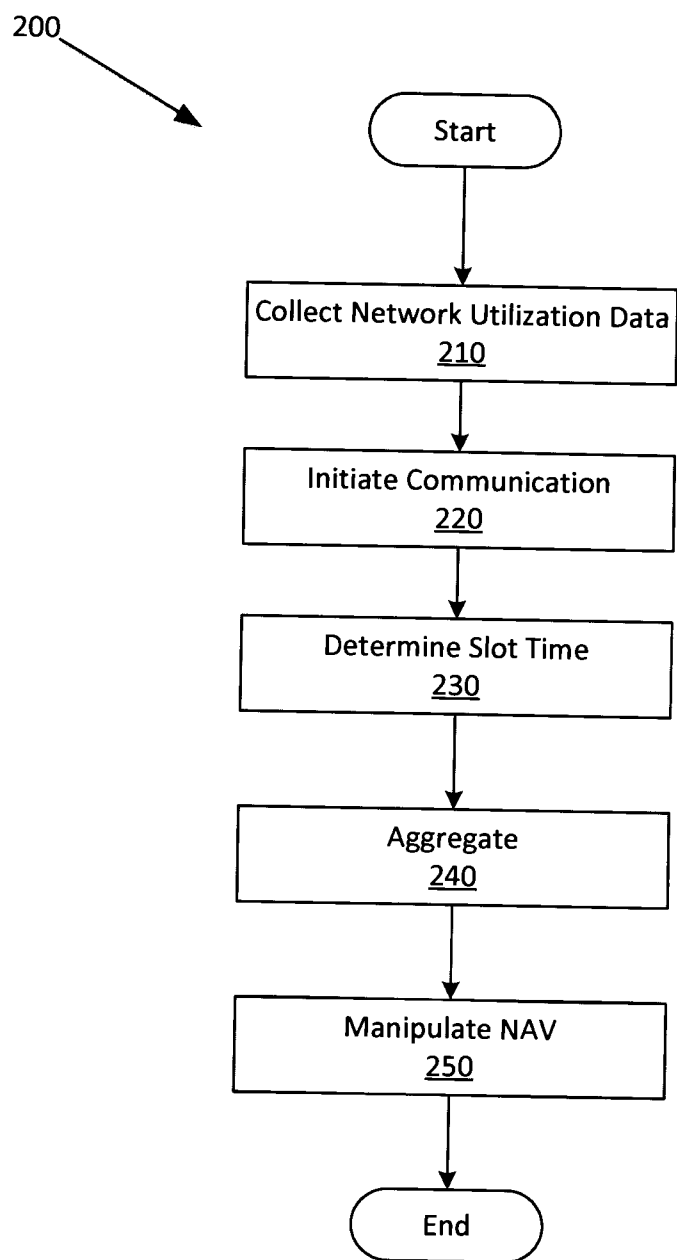 200
Start
Collect Network Utilization Data
210
Initiate Communication
220
Determine Slot Time
230
Aggregate
240
Manipulate NAV
250
End